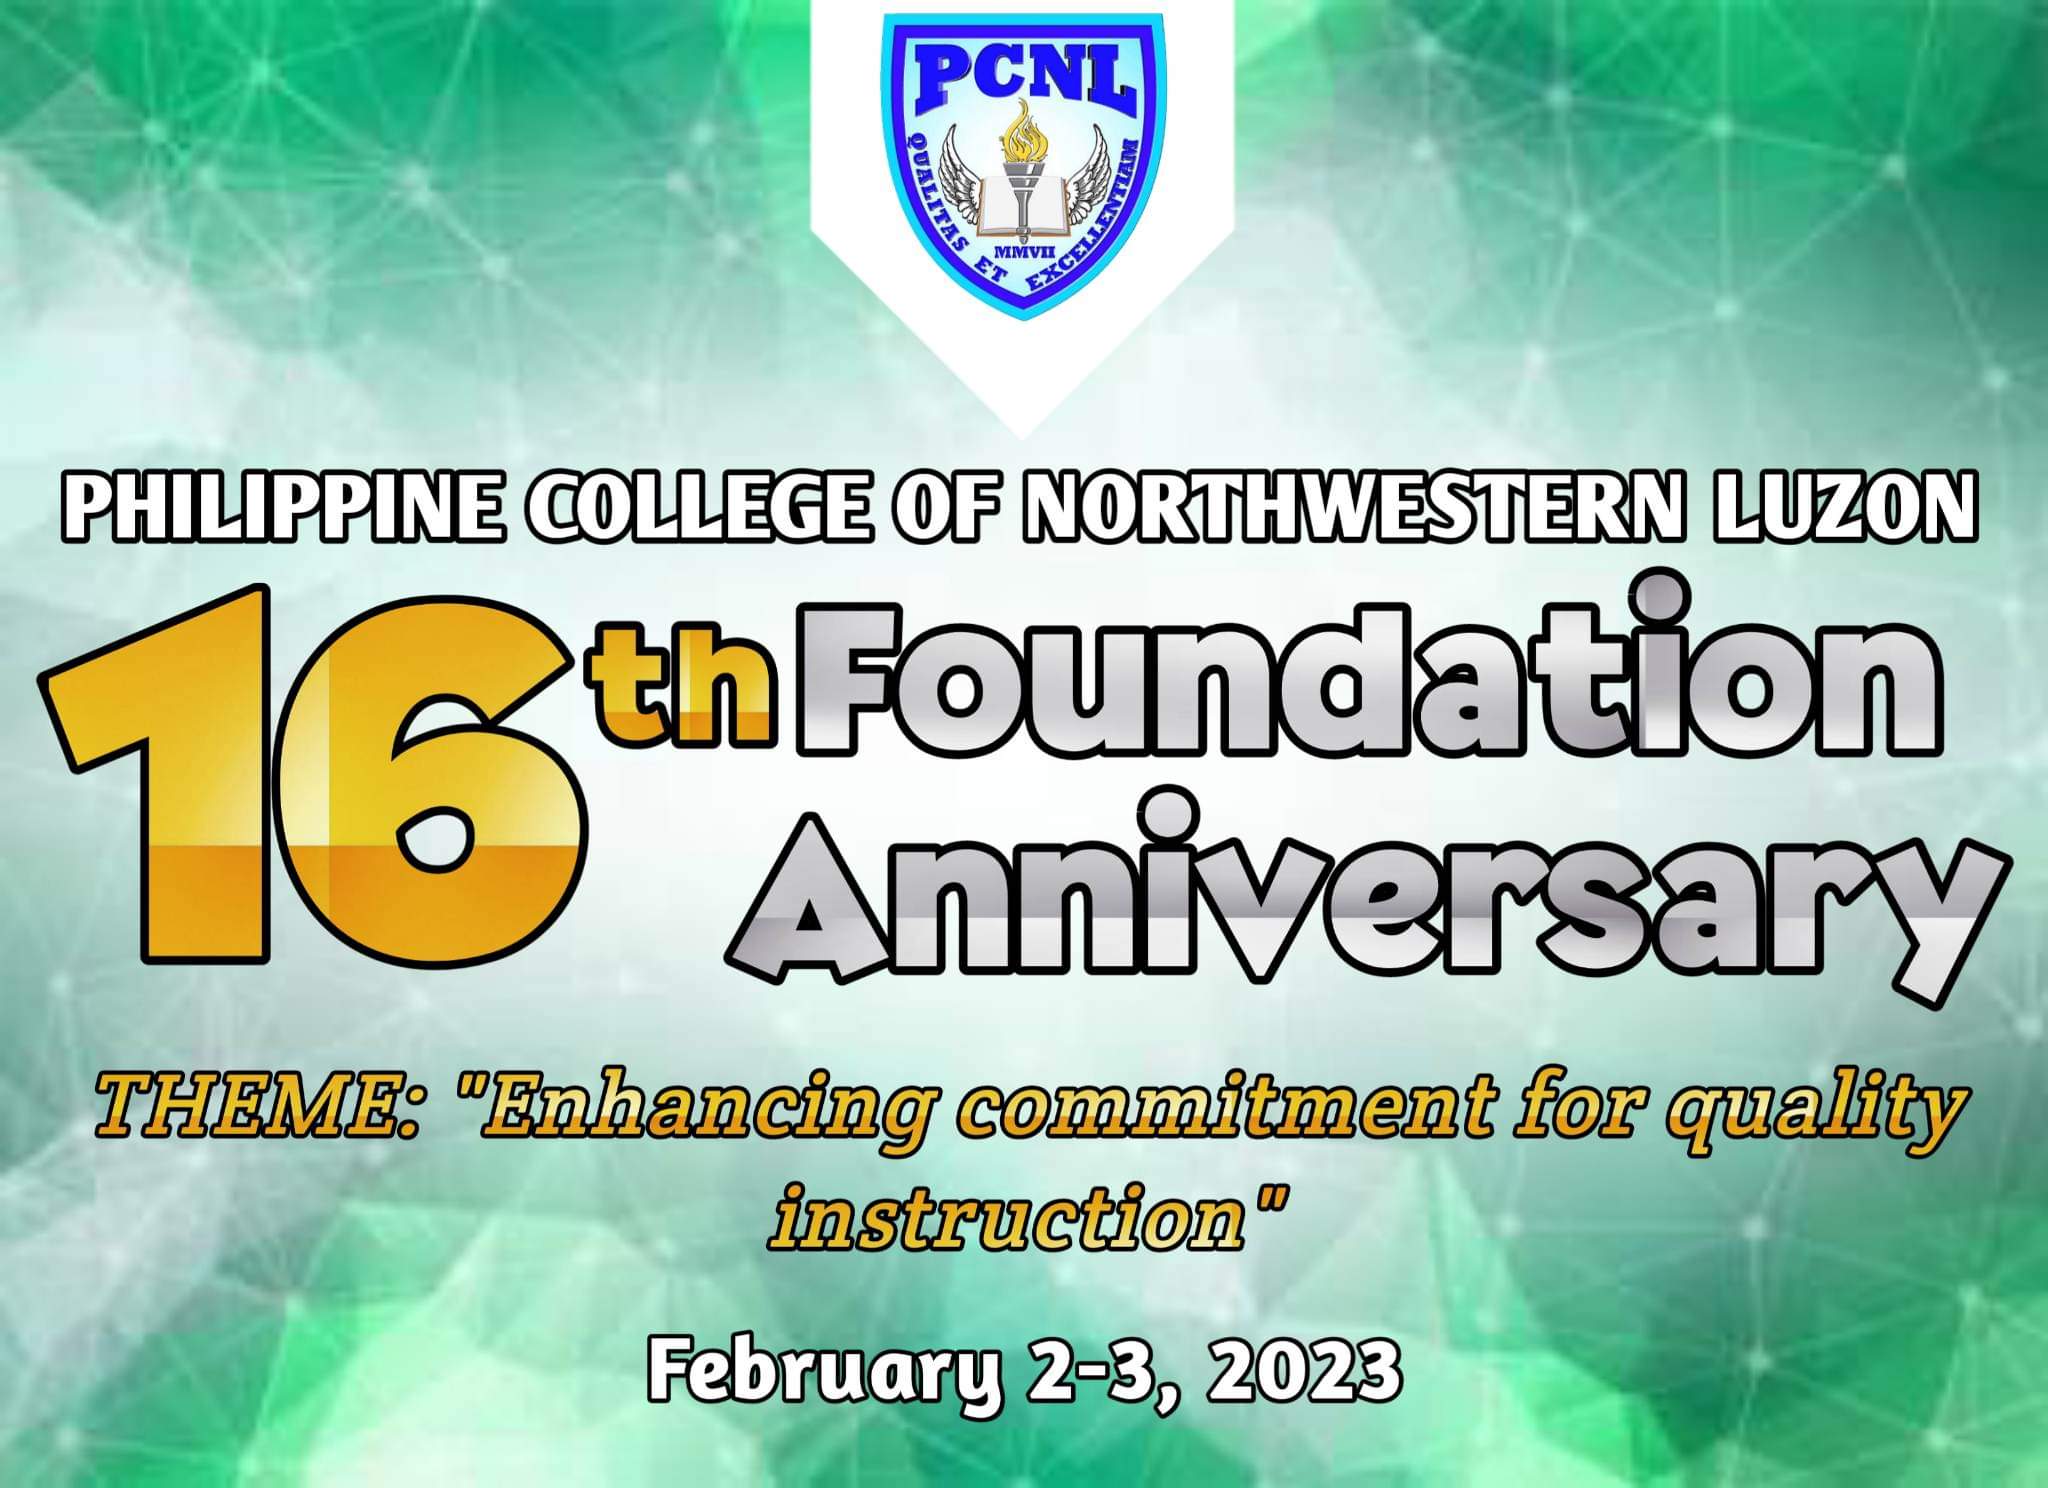 PCNL
QUALITAS ET EXCELLENTIAM
MMVII
PHILIPPINE COLLEGE OF NORTHWESTERN LUZON
16th Foundation
Anniversary
THEME: "Enhancing commitment for quality
instruction"
February 2-3, 2023